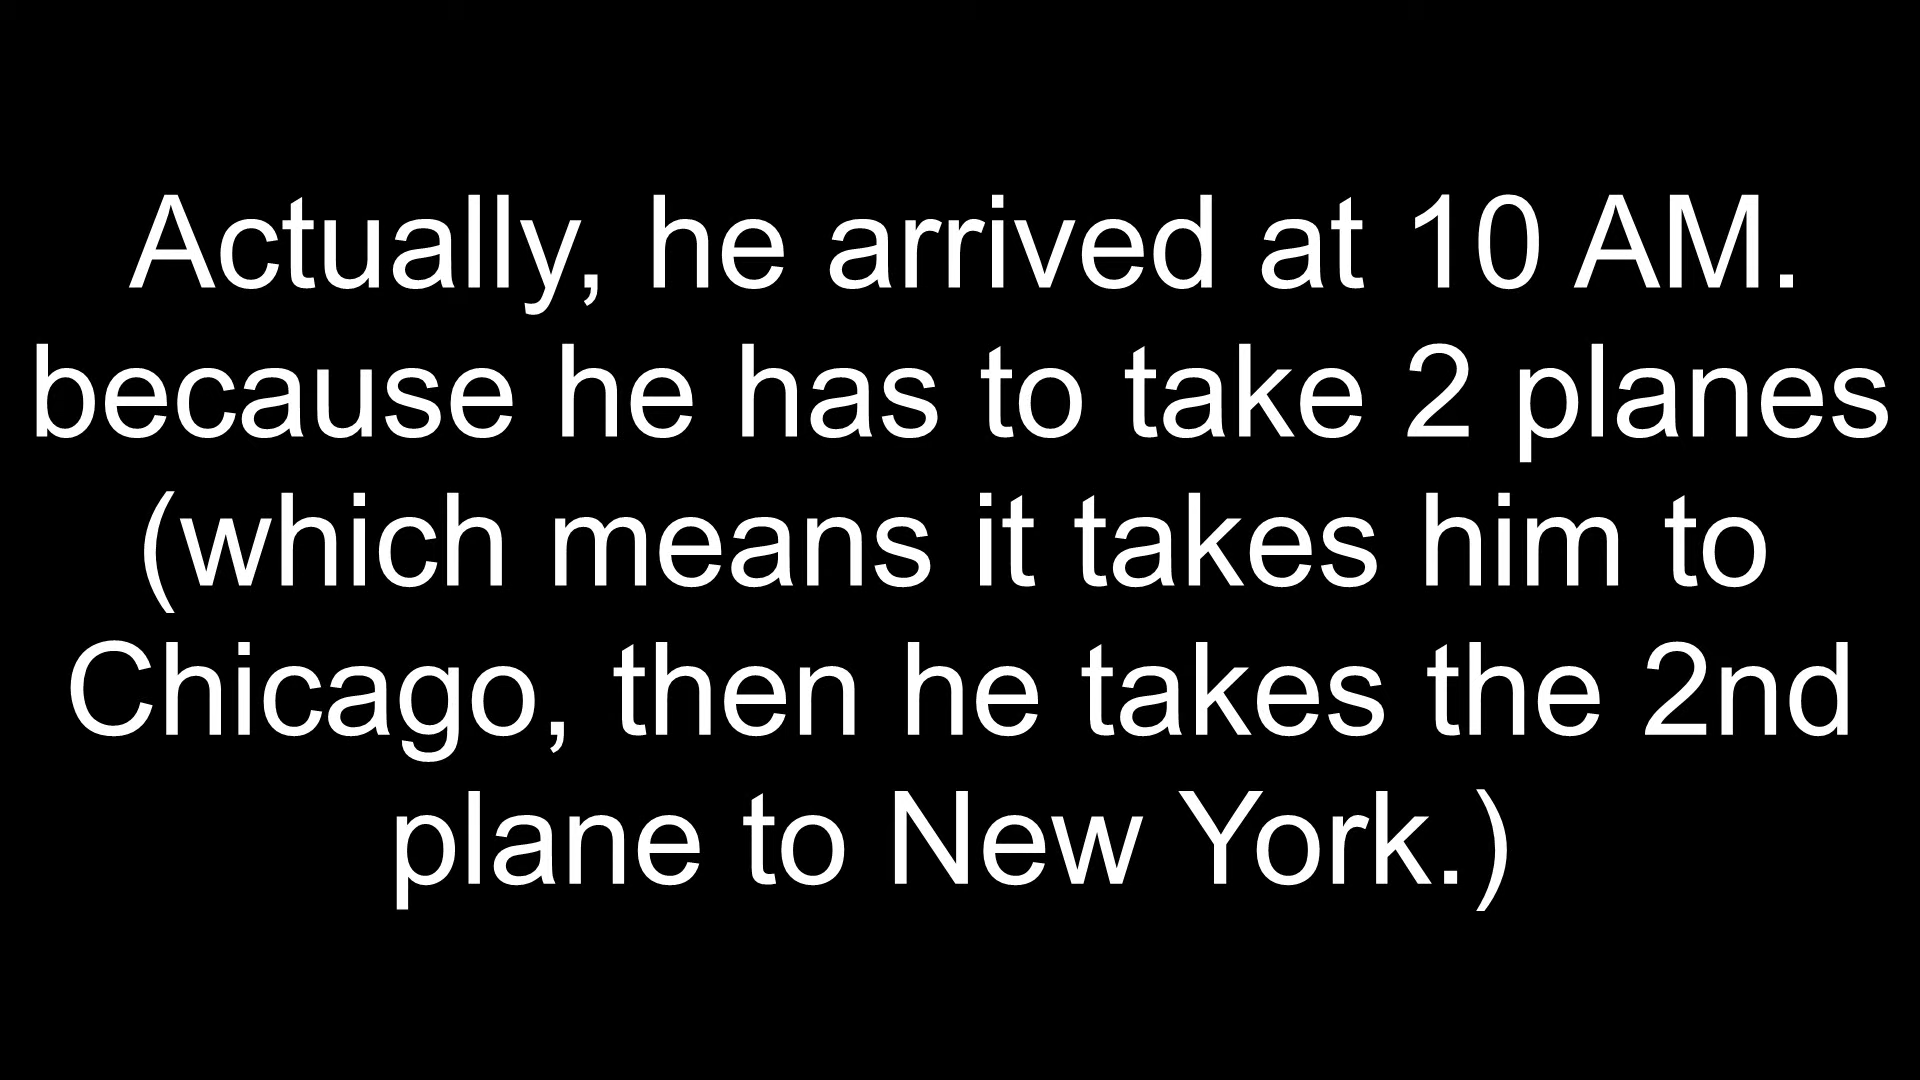 Actually, he arrived at 10 AM.
because he has to take 2 planes
(which means it takes him to
Chicago, then he takes the 2nd
plane to New York.)